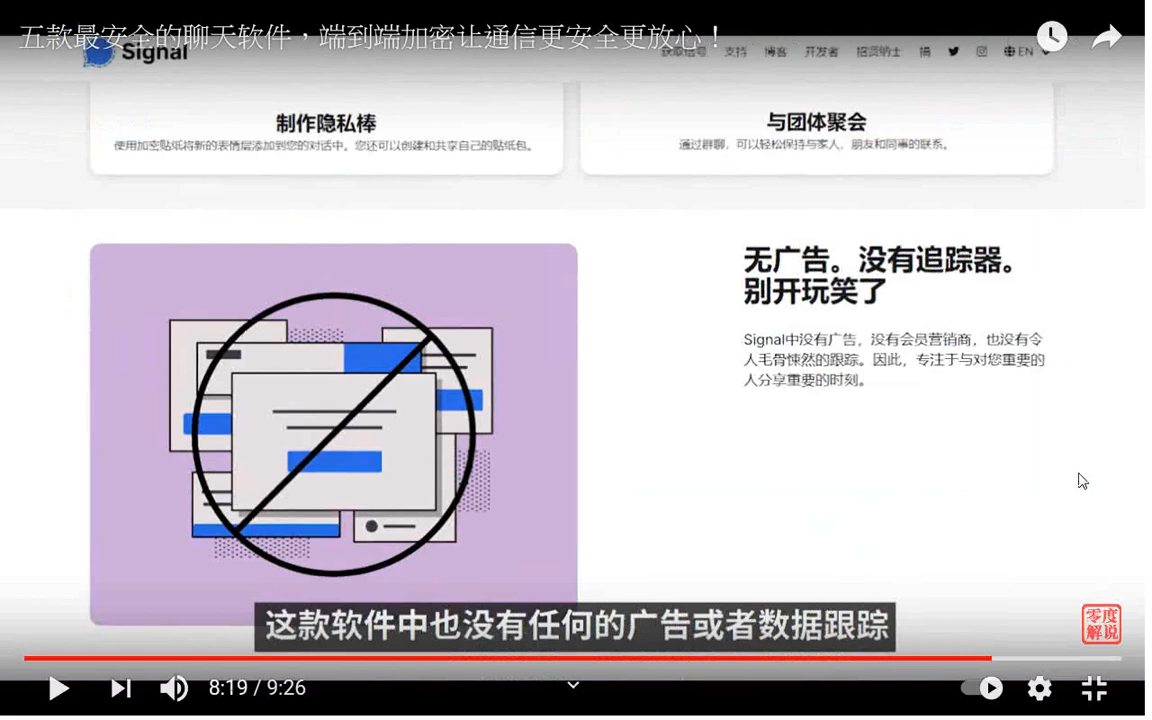 五款最安全的聊天软件，端到端加密让通信更安全更放心！
Signal
获取信号 支持 博客 开发者 招贤纳士 捐 EN
制作隐私棒
使用加密贴纸将新的表情层添加到您的对话中。您还可以创建和共享自己的贴纸包。
与团体聚会
通过群聊，可以轻松保持与家人，朋友和同事的联系。
无广告。没有追踪器。
别开玩笑了
Signal中没有广告，没有会员营销商，也没有令
人毛骨悚然的跟踪。因此，专注于与对您重要的
人分享重要的时刻。
这款软件中也没有任何的广告或者数据跟踪
零度
解说
8:19 / 9:26